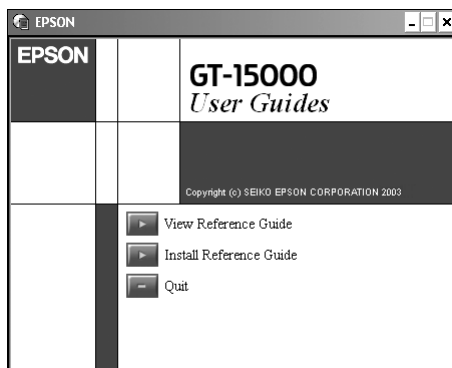 EPSON
EPSON
GT-15000
User Guides
Copyright (c) SEIKO EPSON CORPORATION 2003
View Reference Guide
Install Reference Guide
Quit